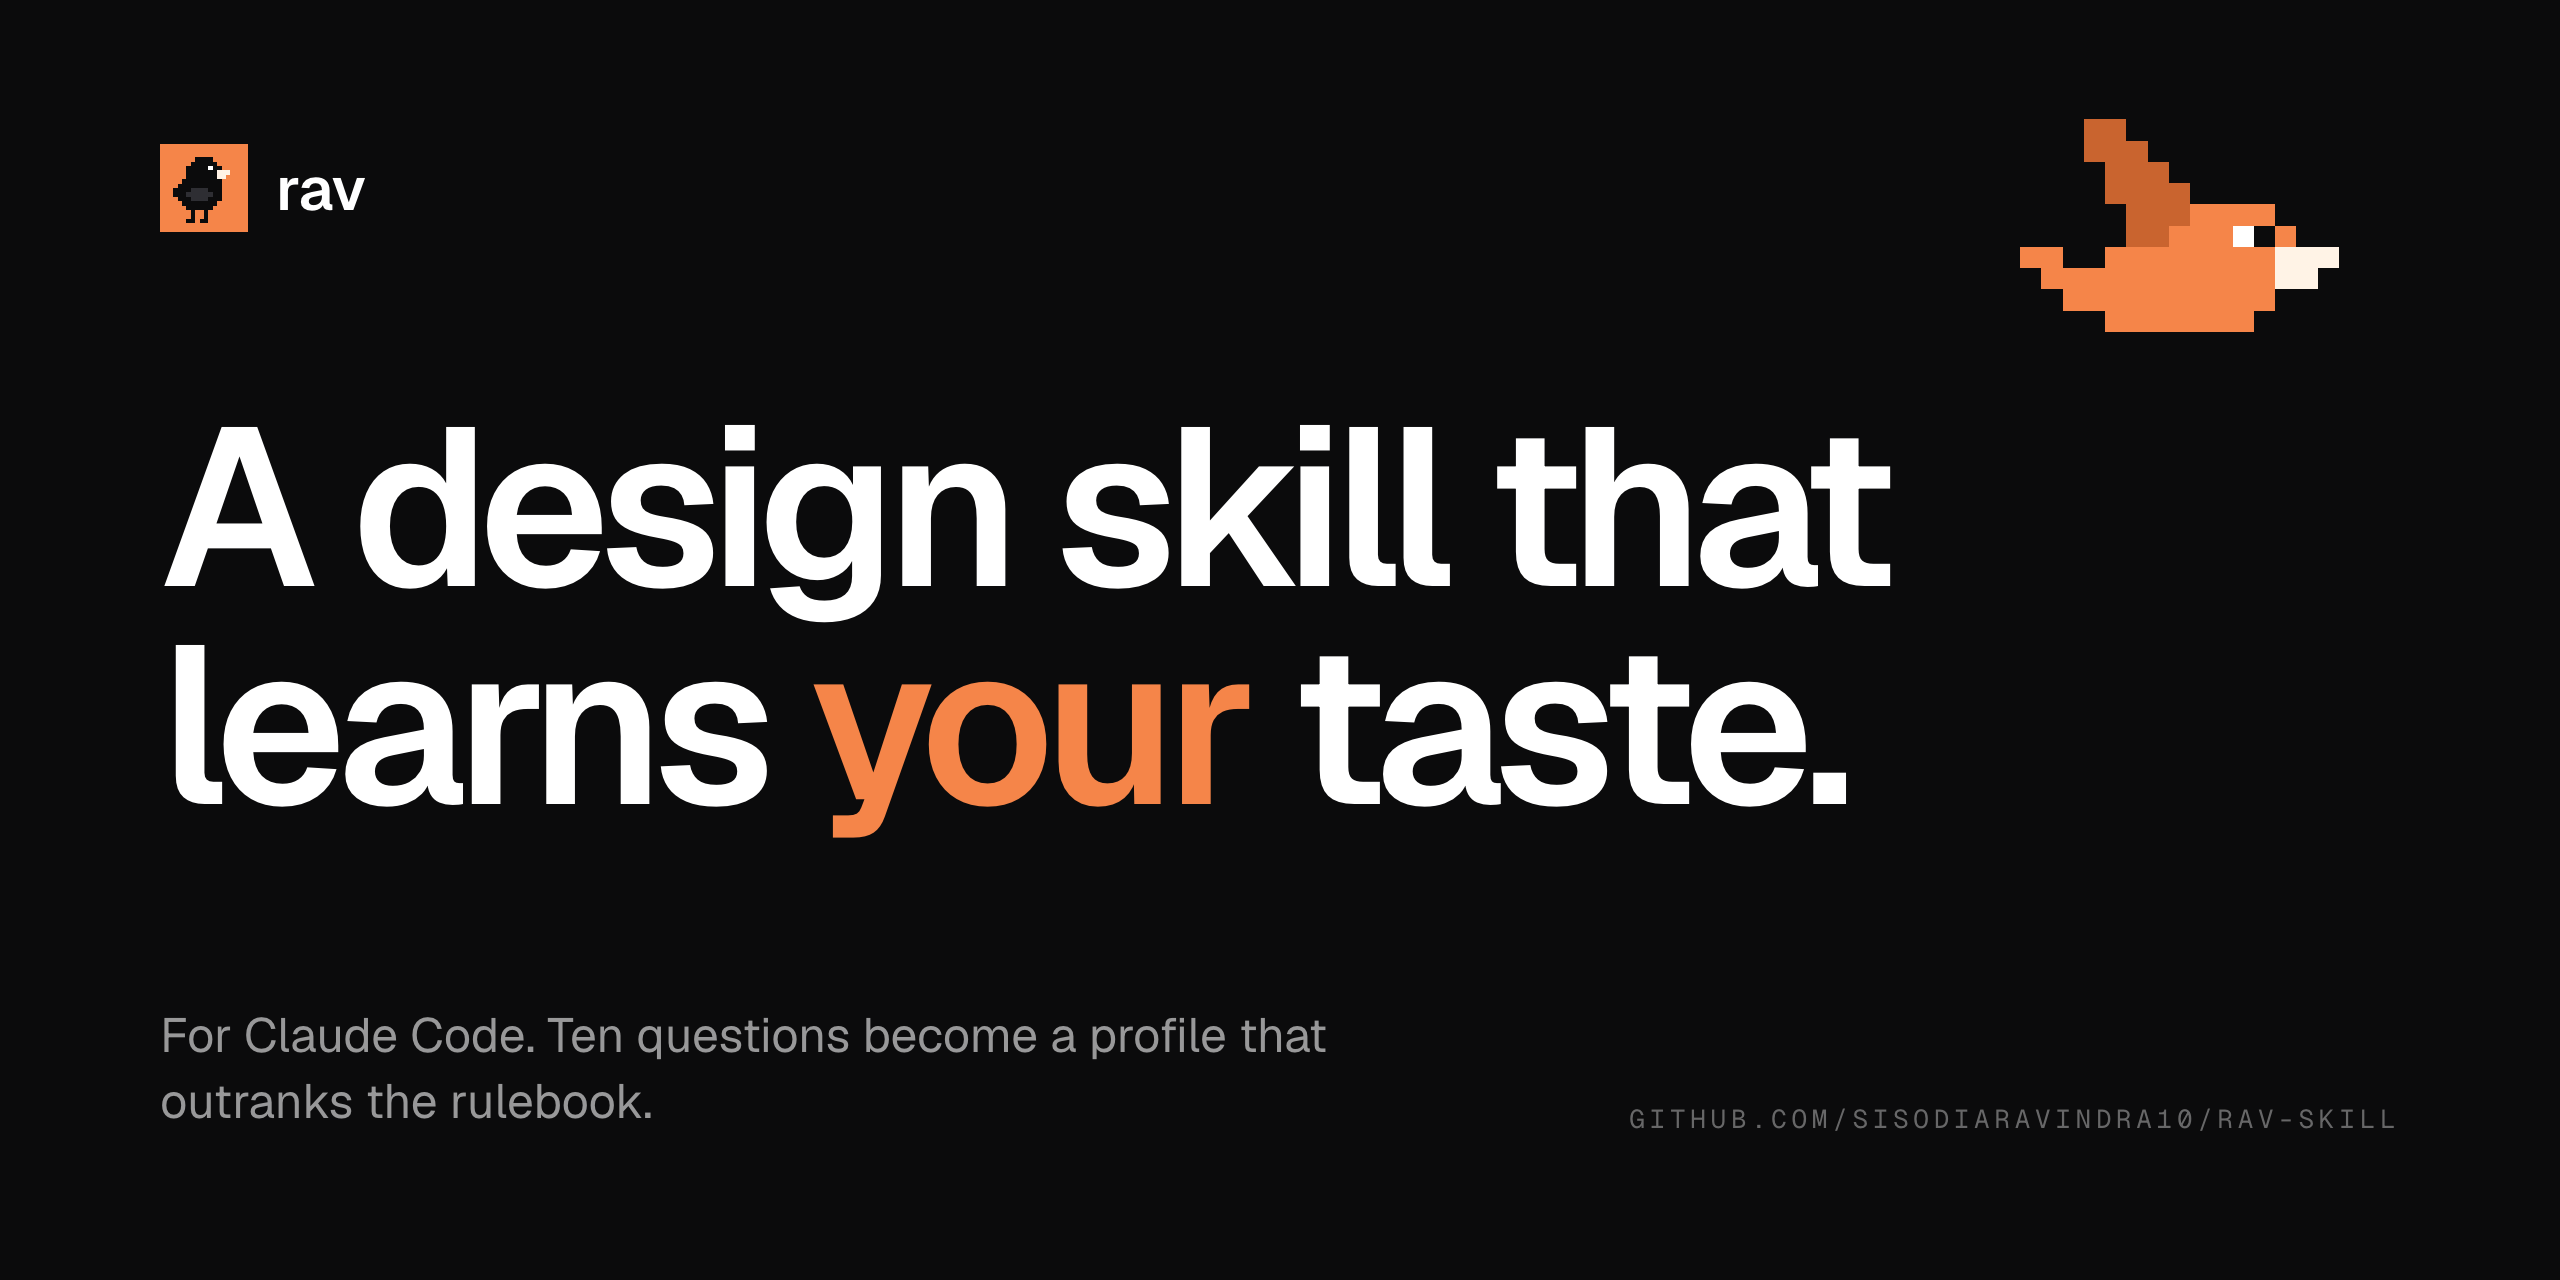 rav
A design skill that
learns your taste.
For Claude Code. Ten questions become a profile that
outranks the rulebook.
GITHUB.COM/SISODIARAVINDRA10/RAV-SKILL